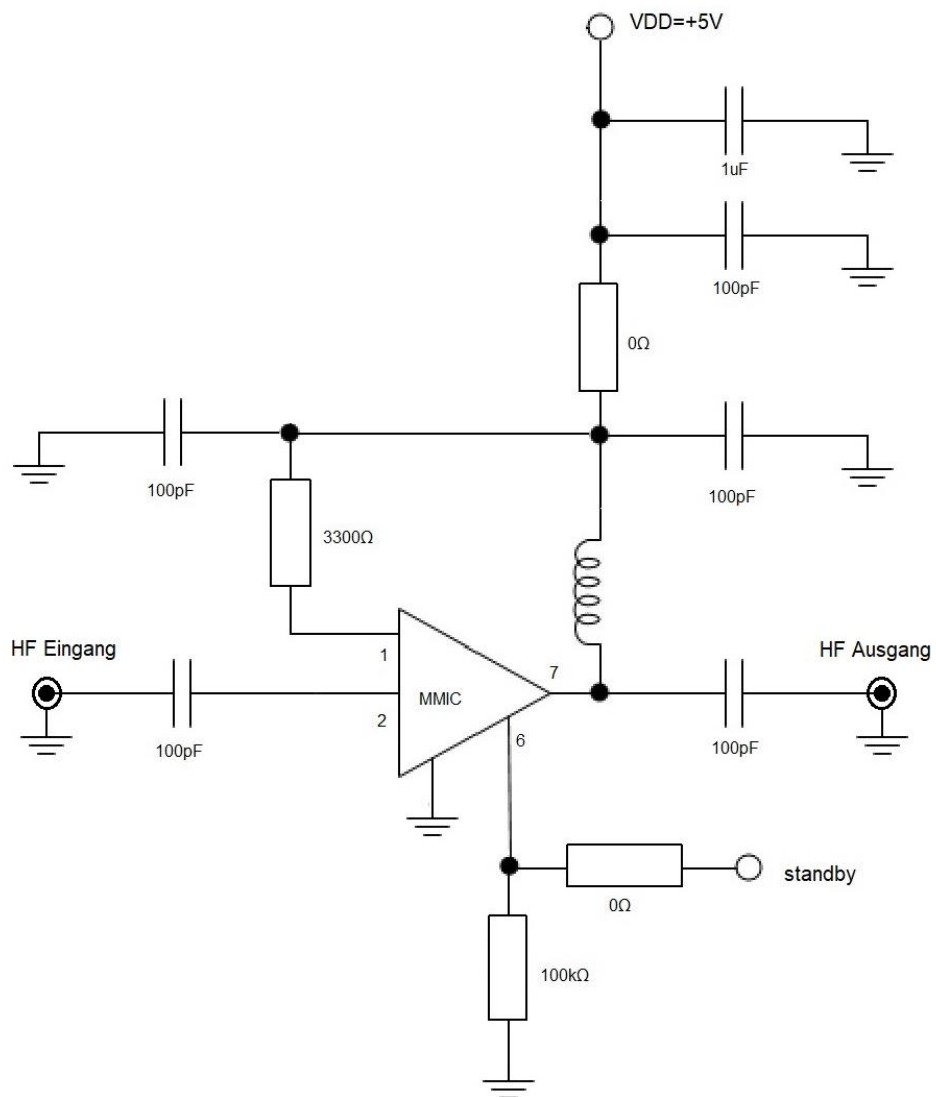 VDD=+5V
1uF
100pF
0Ω
100pF
100pF
3300Ω
HF Eingang
HF Ausgang
1
7
MMIC
2
6
100pF
100pF
standby
0Ω
100kΩ